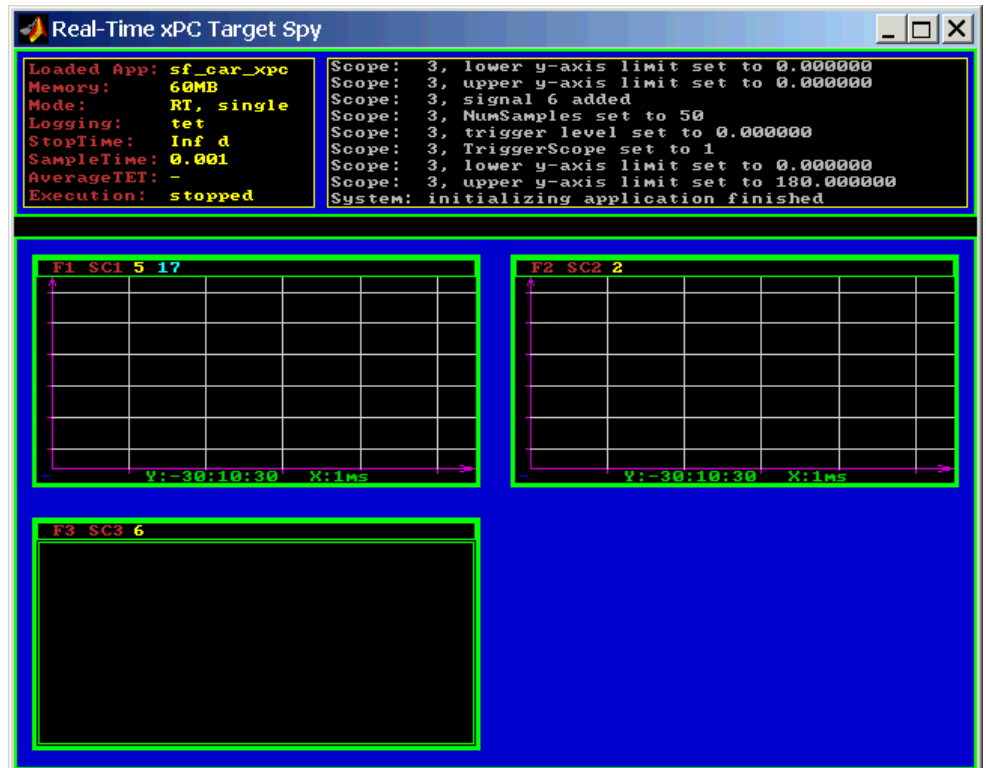 Real-Time xPC Target Spy
Loaded App: sf_car_xpc
Memory: 60MB
Mode: RT, single
Logging: tet
StopTime: Inf d
SampleTime: 0.001
AverageTET: -
Execution: stopped
Scope: 3, lower y-axis limit set to 0.000000
Scope: 3, upper y-axis limit set to 0.000000
Scope: 3, signal 6 added
Scope: 3, NumSamples set to 50
Scope: 3, trigger level set to 0.000000
Scope: 3, TriggerScope set to 1
Scope: 3, lower y-axis limit set to 0.000000
Scope: 3, upper y-axis limit set to 180.000000
System: initializing application finished
F1 SC1 5 17
Y:-30:10:30 X:1ms
F2 SC2 2
Y:-30:10:30 X:1ms
F3 SC3 6